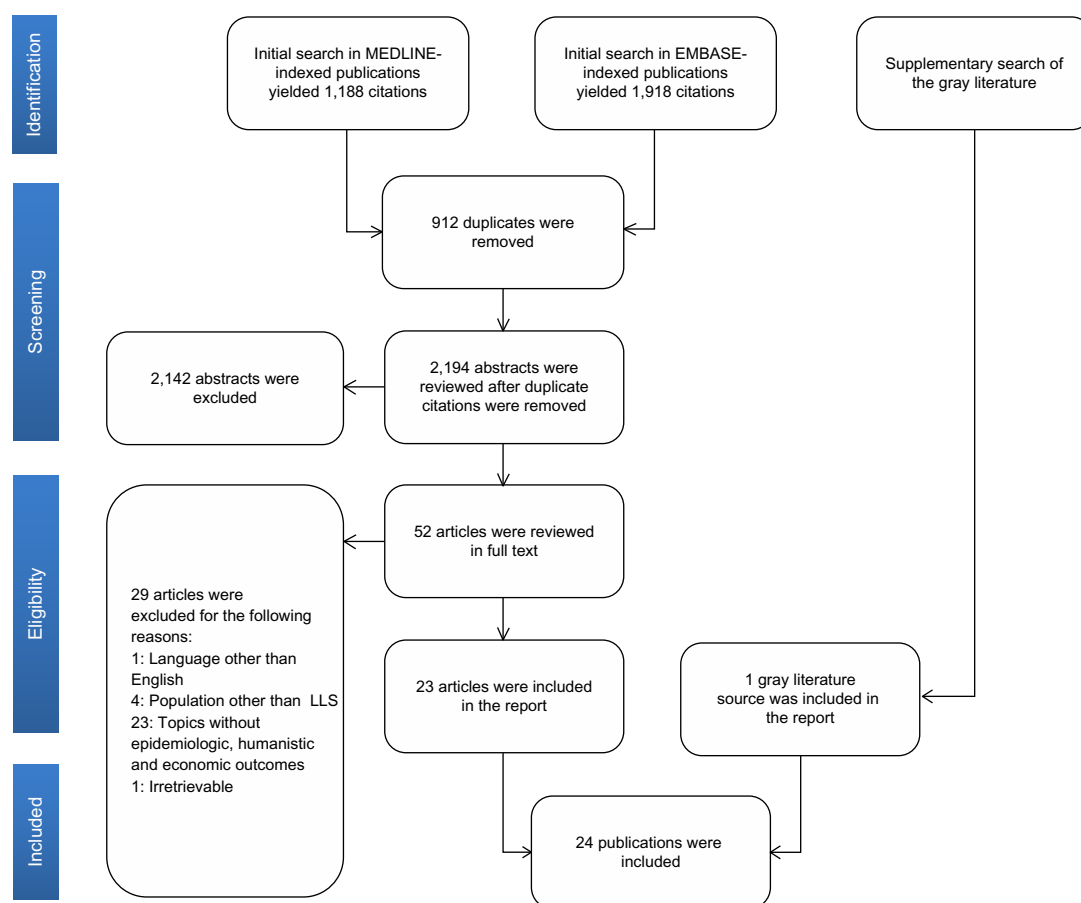 Identification
Initial search in MEDLINE-
indexed publications
yielded 1,188 citations
Initial search in EMBASE-
indexed publications
yielded 1,918 citations
Supplementary search of
the gray literature
Screening
912 duplicates were
removed
2,142 abstracts were
excluded
2,194 abstracts were
reviewed after duplicate
citations were removed
Eligibility
52 articles were reviewed
in full text
29 articles were
excluded for the following
reasons:
1: Language other than
English
4: Population other than LLS
23: Topics without
epidemiologic, humanistic
and economic outcomes
1: Irretrievable
23 articles were included
in the report
1 gray literature
source was included in
the report
Included
24 publications were
included